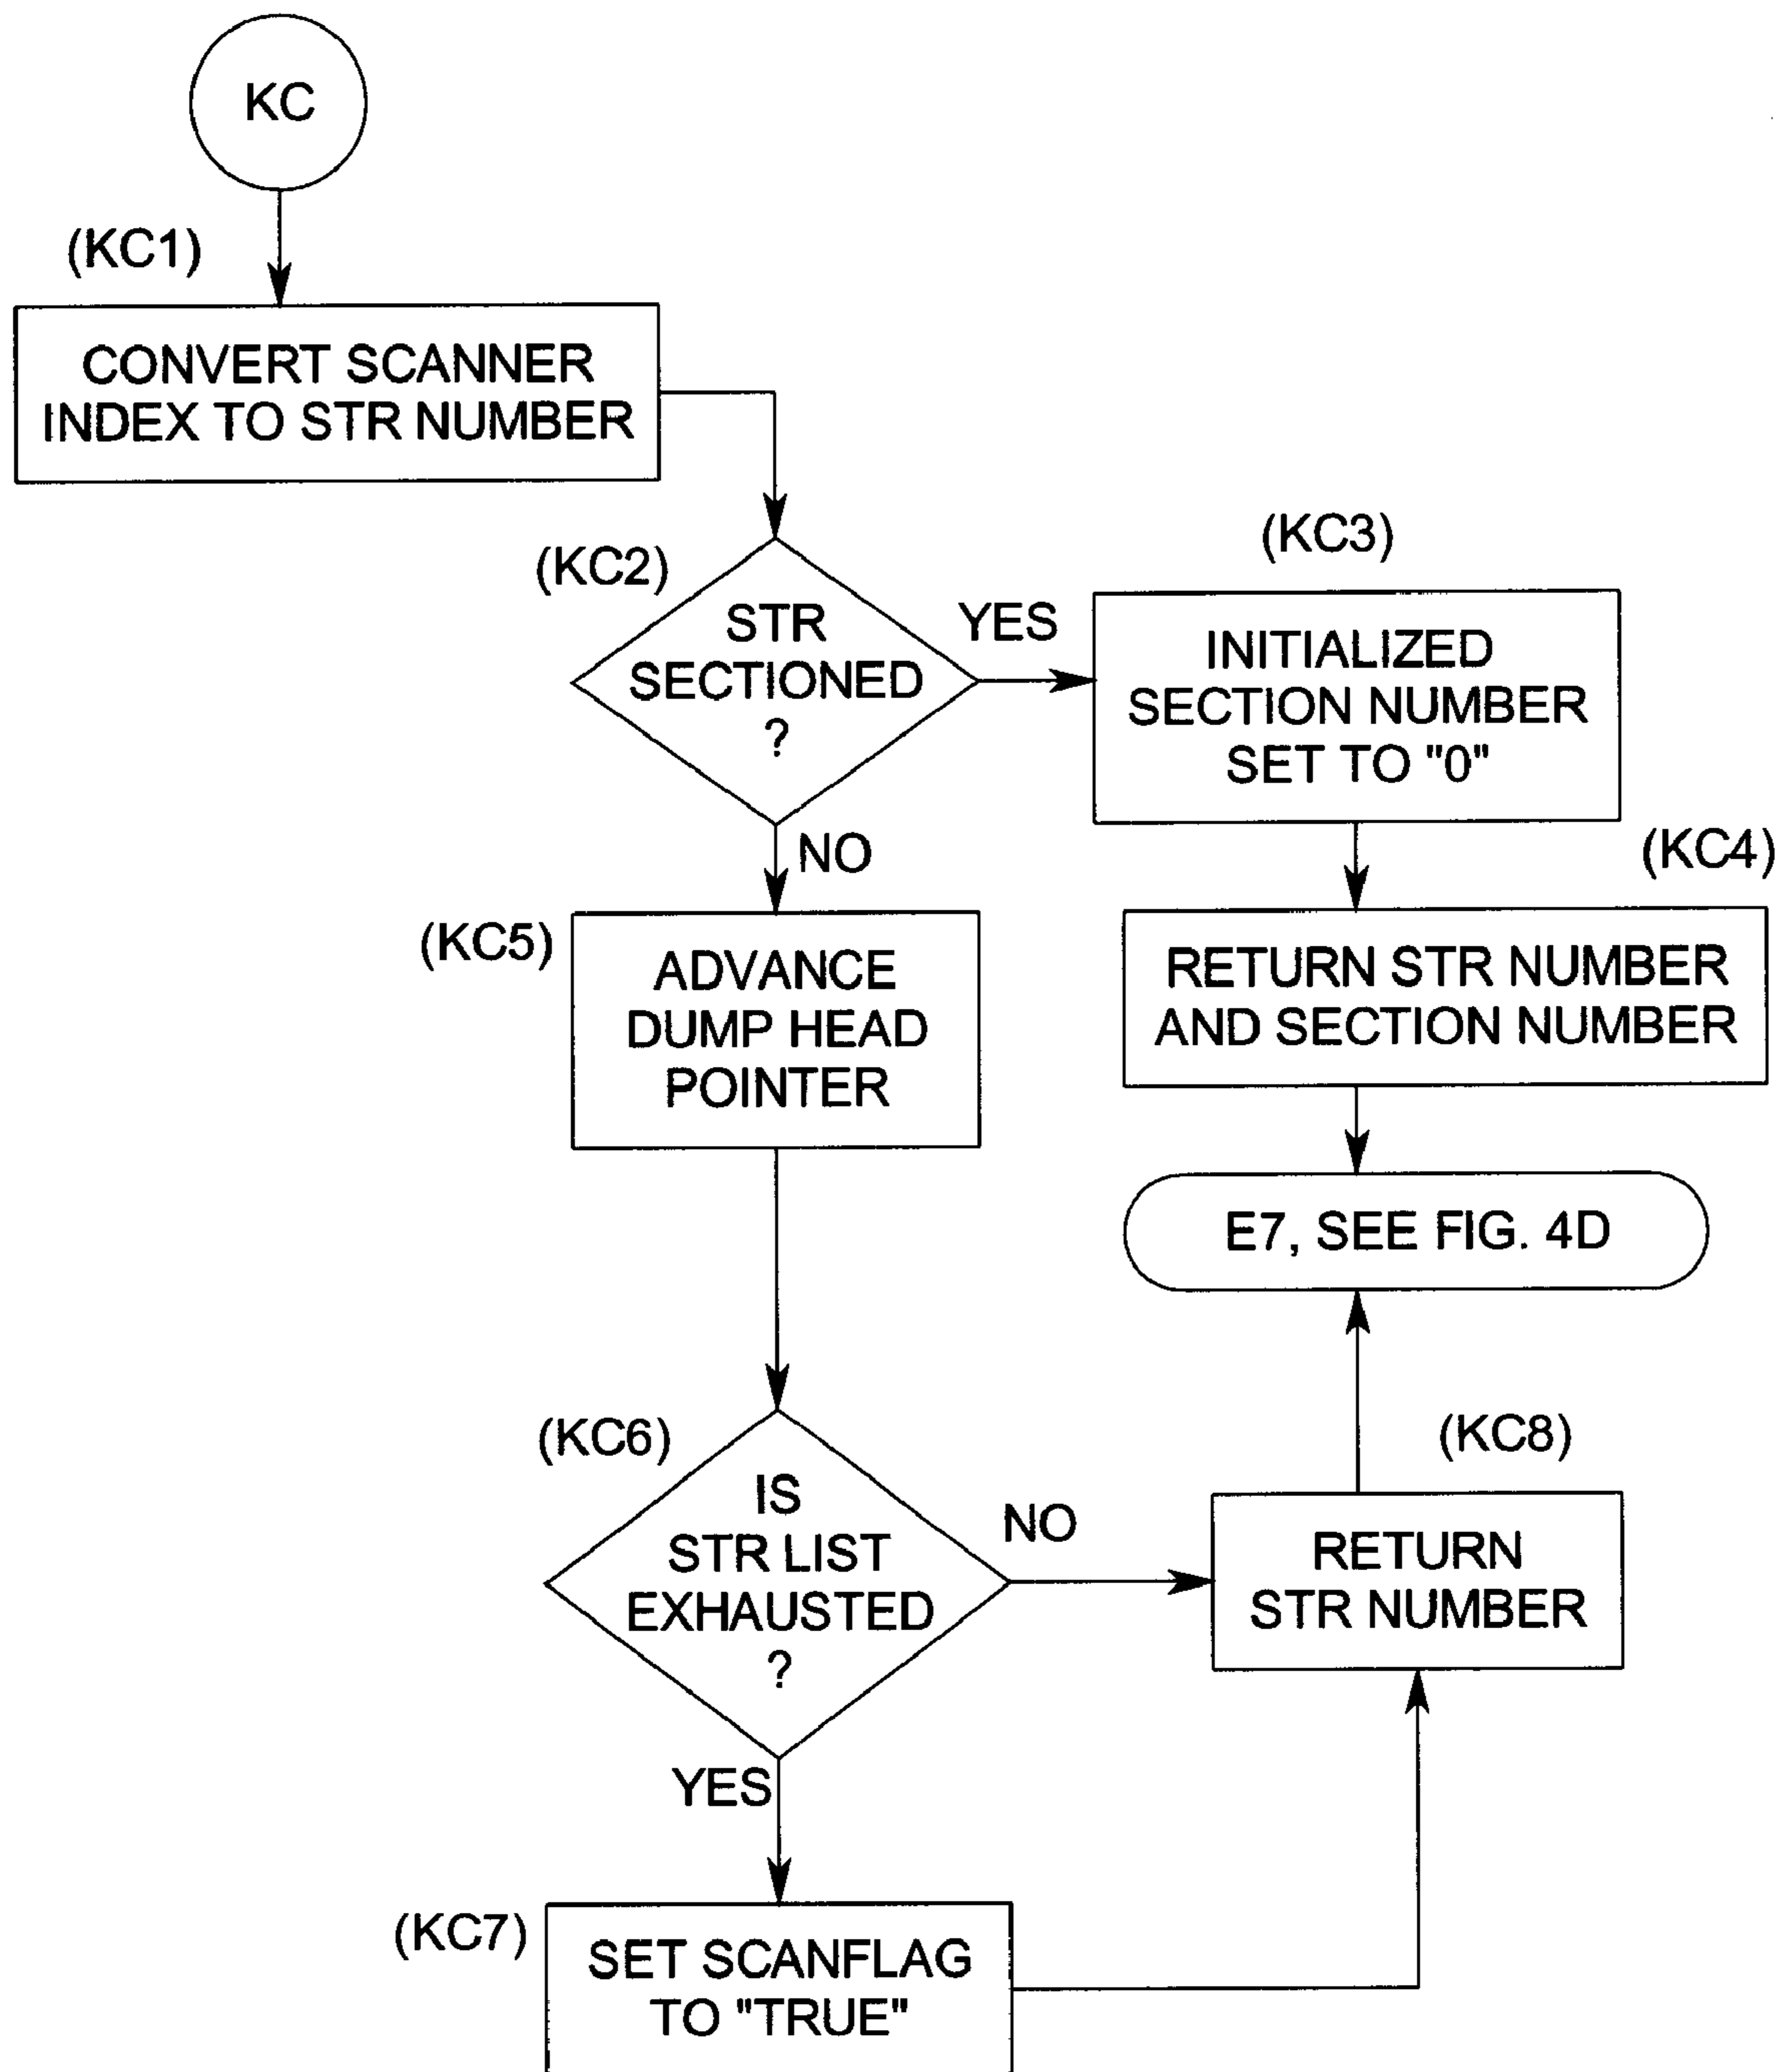 KC
(KC1)
CONVERT SCANNER
INDEX TO STR NUMBER
(KC2)
STR
SECTIONED
?
YES
(KC3)
INITIALIZED
SECTION NUMBER
SET TO "0"
NO
(KC4)
RETURN STR NUMBER
AND SECTION NUMBER
(KC5)
ADVANCE
DUMP HEAD
POINTER
E7, SEE FIG. 4D
(KC6)
IS
STR LIST
EXHAUSTED
?
NO
(KC8)
RETURN
STR NUMBER
YES
(KC7)
SET SCANFLAG
TO "TRUE"